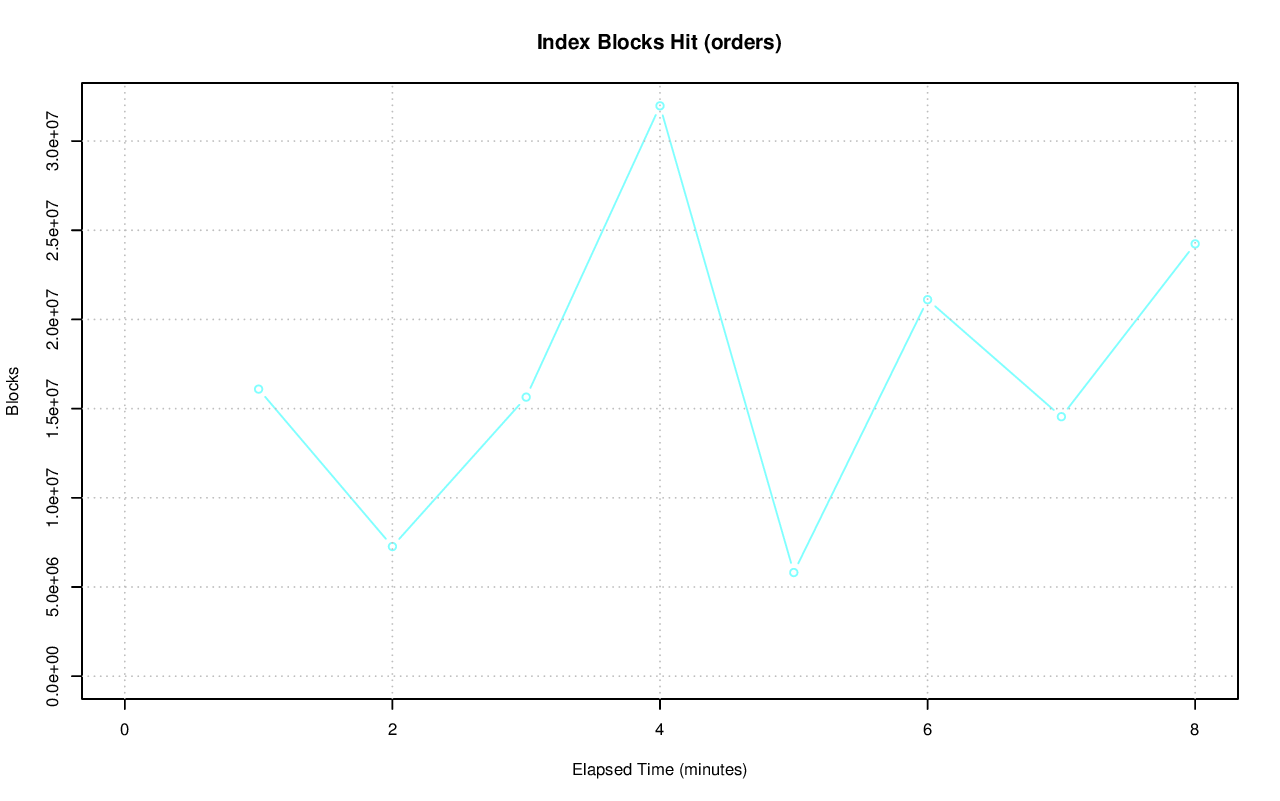 Index Blocks Hit (orders)
Blocks
3.0e+07
2.5e+07
2.0e+07
1.5e+07
1.0e+07
5.0e+06
0.0e+00
0 2 4 6 8
Elapsed Time (minutes)